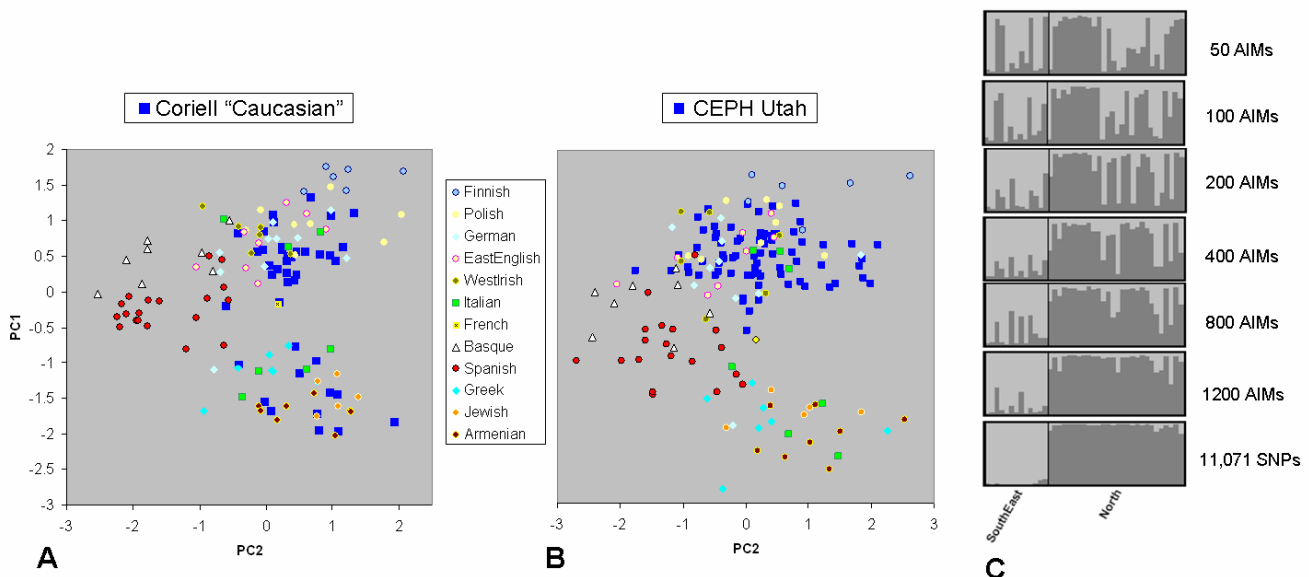 Coriell “Caucasian”
2
1.5
1
0.5
0
-0.5
-1
-1.5
-2
-2.5
-3
PC1
-3 -2 -1 0 1 2
PC2
A
Finnish
Polish
German
EastEnglish
WestIrish
Italian
French
Basque
Spanish
Greek
Jewish
Armenian
CEPH Utah
-3 -2 -1 0 1 2 3
PC2
B
50 AIMs
100 AIMs
200 AIMs
400 AIMs
800 AIMs
1200 AIMs
11,071 SNPs
SouthEast
North
C